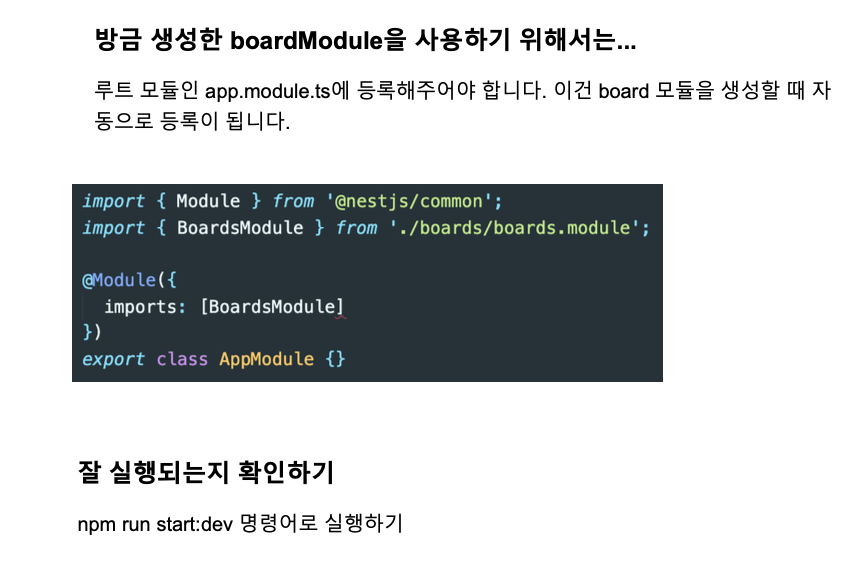 방금 생성한 boardModule을 사용하기 위해서는...
루트 모듈인 app.module.ts에 등록해주어야 합니다. 이건 board 모듈을 생성할 때 자
동으로 등록이 됩니다.
import { Module } from '@nestjs/common';
import { BoardsModule } from './boards/boards.module';
@Module({
  imports: [BoardsModule]
})
export class AppModule {}
잘 실행되는지 확인하기
npm run start:dev 명령어로 실행하기